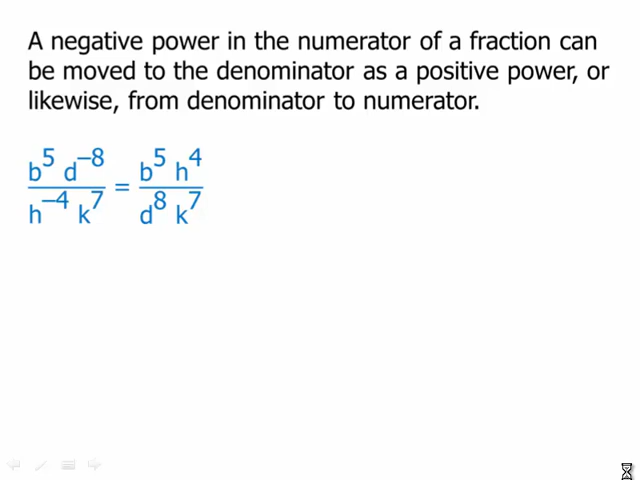 A negative power in the numerator of a fraction can
be moved to the denominator as a positive power, or
likewise, from denominator to numerator.
b⁵ d⁻⁸ / h⁻⁴ k⁷ = b⁵ h⁴ / d⁸ k⁷